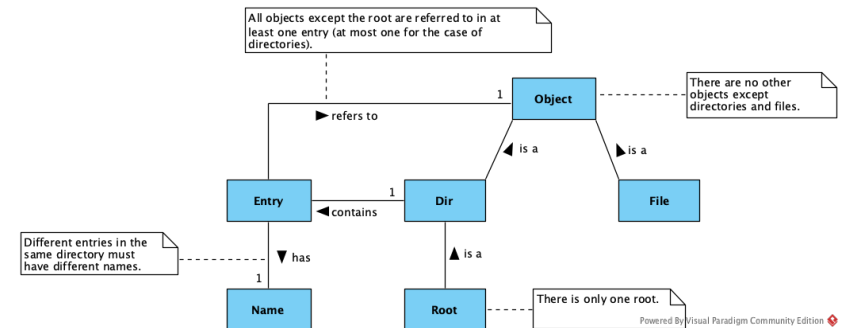 All objects except the root are referred to in at
least one entry (at most one for the case of
directories).
There are no other
objects except
directories and files.
1
Object
refers to
is a
is a
Entry
1
contains
Dir
File
Different entries in the
same directory must
have different names.
has
is a
1
Name
Root
There is only one root.
Powered By Visual Paradigm Community Edition